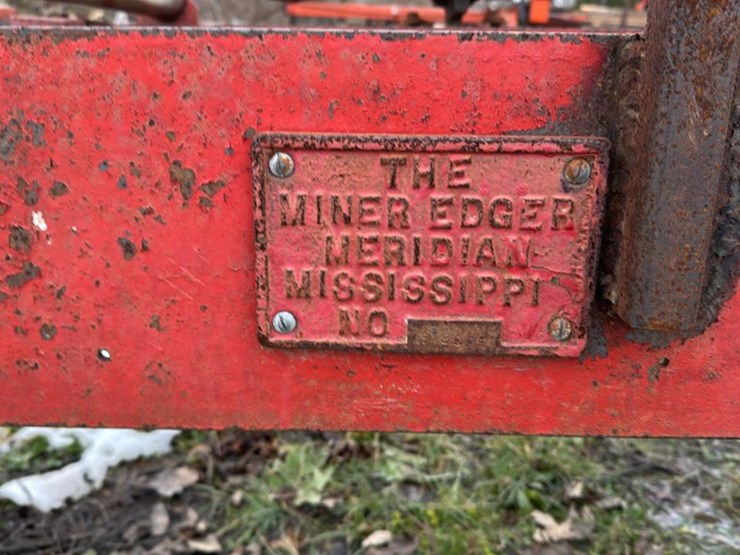 THE
MINER EDGER
MERIDIAN
MISSISSIPPI
NO